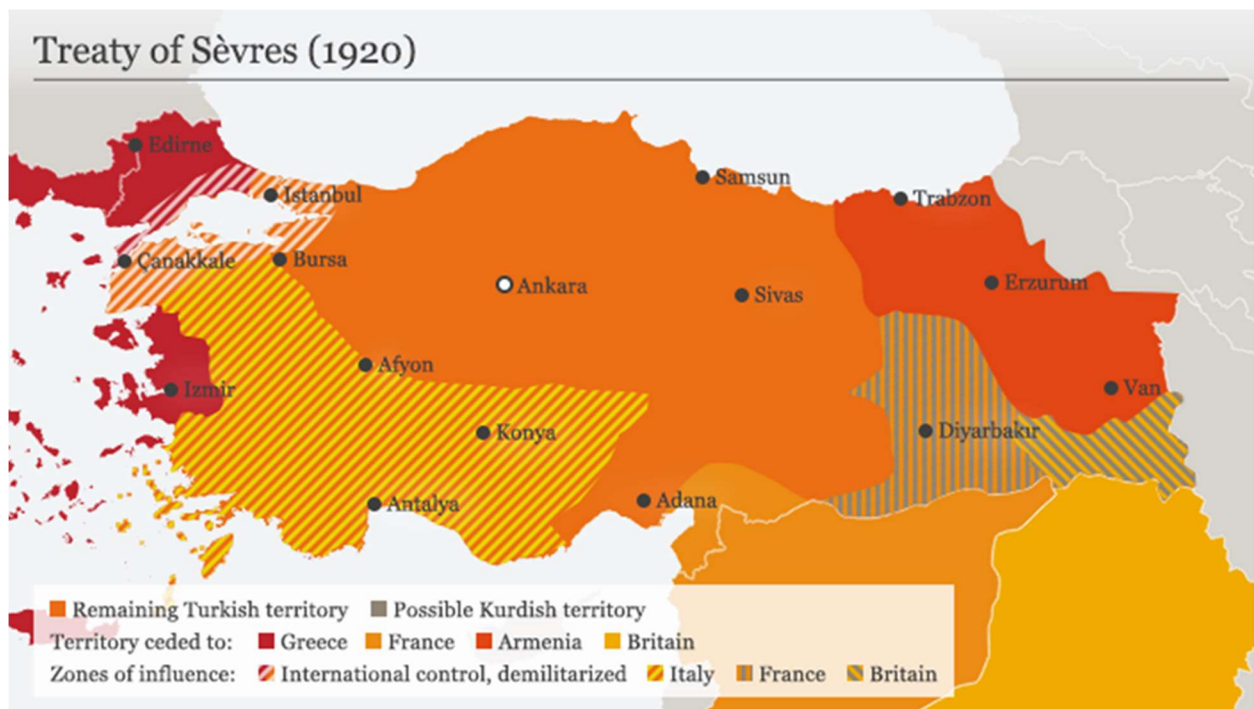 Treaty of Sèvres (1920)
Edirne
Istanbul
Samsun
Trabzon
Çanakkale
Bursa
Ankara
Sivas
Erzurum
Afyon
Izmir
Van
Konya
Diyarbakır
Antalya
Adana
Remaining Turkish territory Possible Kurdish territory
Territory ceded to: Greece France Armenia Britain
Zones of influence: International control, demilitarized Italy France Britain